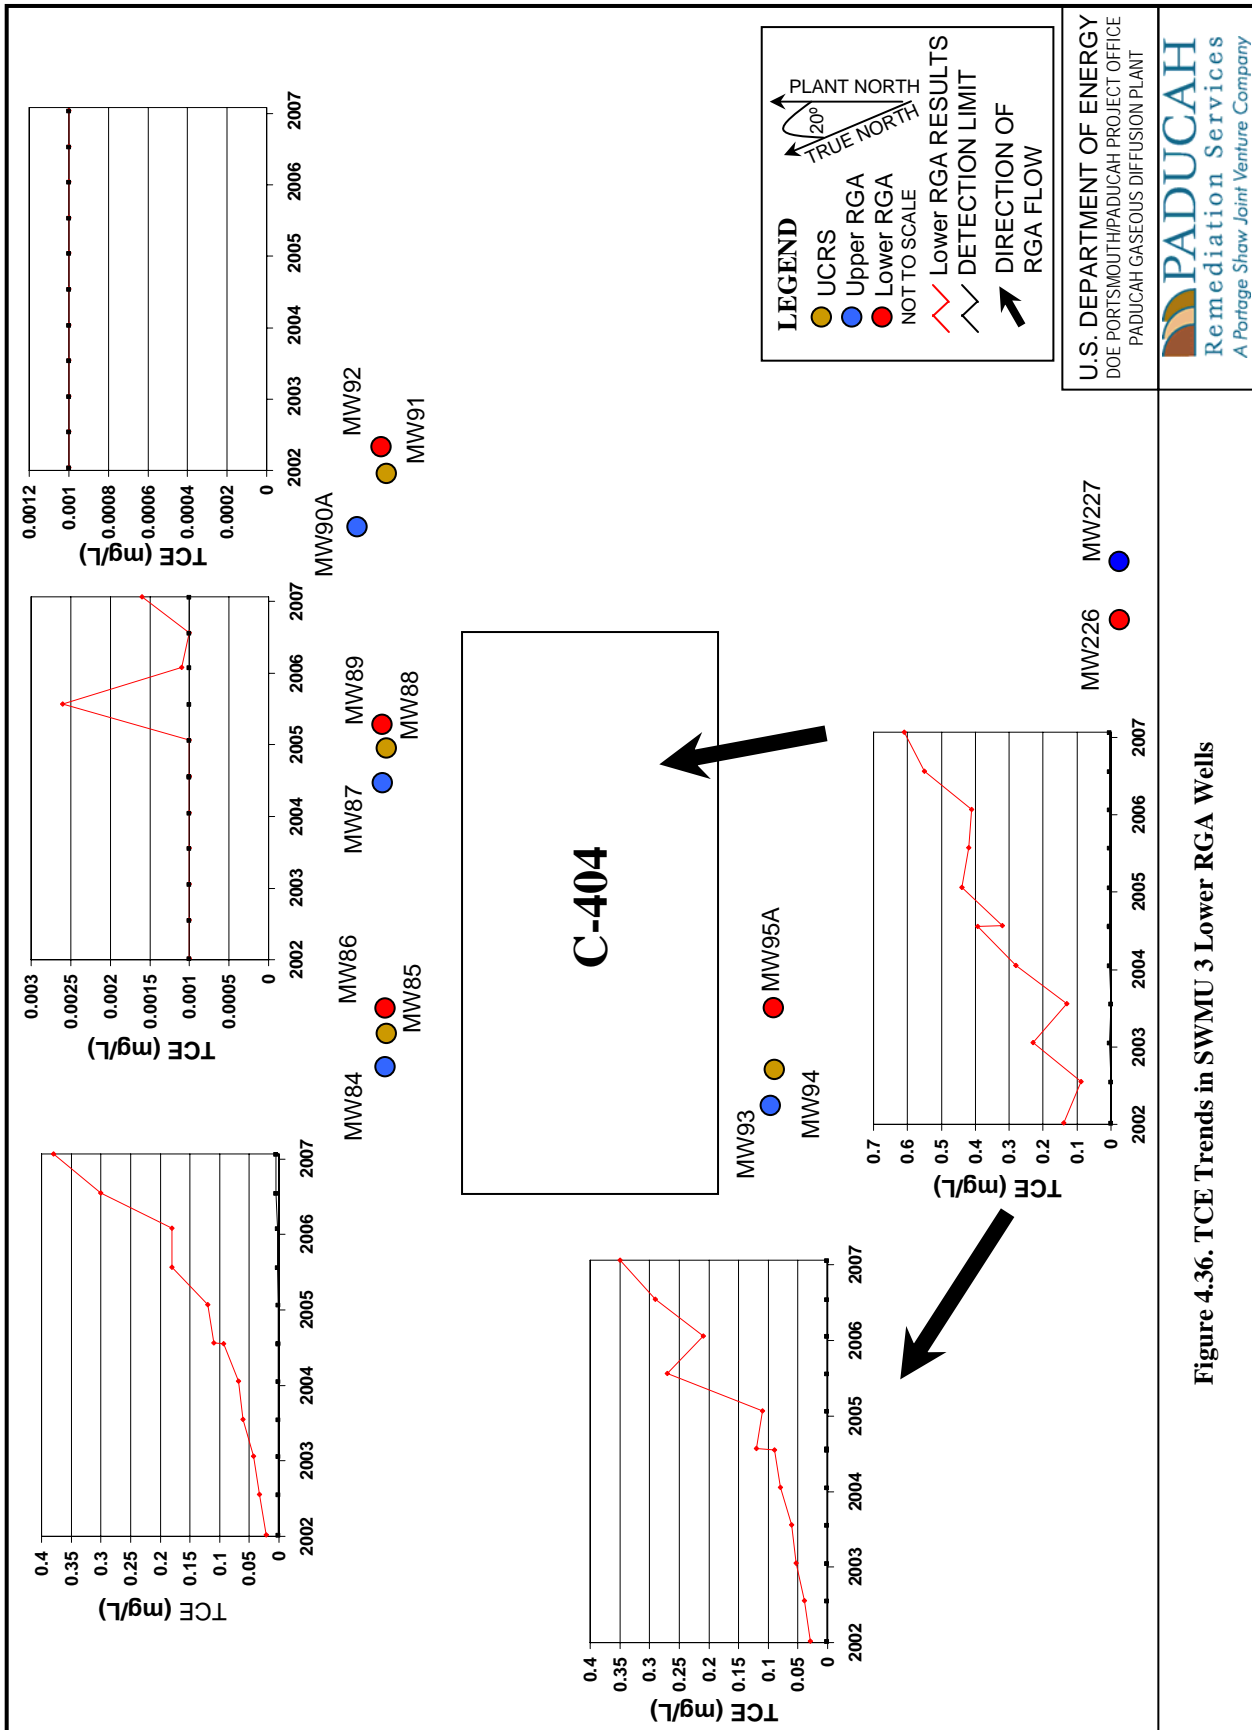 0.4
0.35
0.3
0.25
0.2
0.15
0.1
0.05
0
TCE (mg/L)
2002 2003 2004 2005 2006 2007
0.003
0.0025
0.002
0.0015
0.001
0.0005
0
TCE (mg/L)
2002 2003 2004 2005 2006 2007
0.0012
0.001
0.0008
0.0006
0.0004
0.0002
0
TCE (mg/L)
2002 2003 2004 2005 2006 2007
MW84
MW86
MW85
MW87
MW89
MW88
MW90A
MW92
MW91
C-404
MW93
MW94
MW95A
0.4
0.35
0.3
0.25
0.2
0.15
0.1
0.05
0
TCE (mg/L)
2002 2003 2004 2005 2006 2007
0.7
0.6
0.5
0.4
0.3
0.2
0.1
0
TCE (mg/L)
2002 2003 2004 2005 2006 2007
MW226
MW227
LEGEND
UCRS
Upper RGA
Lower RGA
NOT TO SCALE
Lower RGA RESULTS
DETECTION LIMIT
DIRECTION OF
RGA FLOW
TRUE NORTH
20º
PLANT NORTH
U.S. DEPARTMENT OF ENERGY
DOE PORTSMOUTH/PADUCAH PROJECT OFFICE
PADUCAH GASEOUS DIFFUSION PLANT
PADUCAH
Remediation Services
A Portage Shaw Joint Venture Company
Figure 4.36. TCE Trends in SWMU 3 Lower RGA Wells